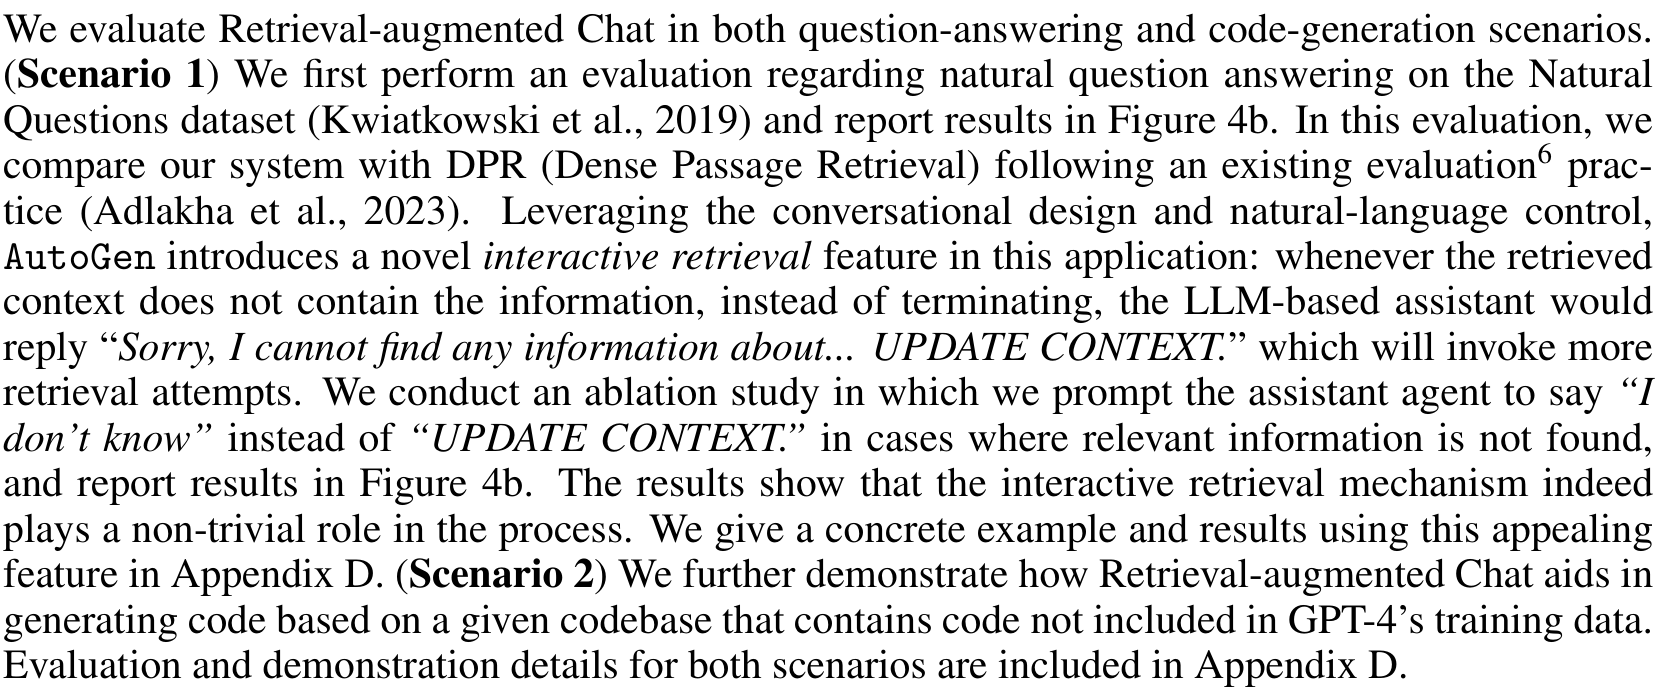 We evaluate Retrieval-augmented Chat in both question-answering and code-generation scenarios.
(Scenario 1) We first perform an evaluation regarding natural question answering on the Natural
Questions dataset (Kwiatkowski et al., 2019) and report results in Figure 4b. In this evaluation, we
compare our system with DPR (Dense Passage Retrieval) following an existing evaluation⁶ prac-
tice (Adlakha et al., 2023). Leveraging the conversational design and natural-language control,
AutoGen introduces a novel interactive retrieval feature in this application: whenever the retrieved
context does not contain the information, instead of terminating, the LLM-based assistant would
reply “Sorry, I cannot find any information about... UPDATE CONTEXT.” which will invoke more
retrieval attempts. We conduct an ablation study in which we prompt the assistant agent to say “I
don’t know” instead of “UPDATE CONTEXT.” in cases where relevant information is not found,
and report results in Figure 4b. The results show that the interactive retrieval mechanism indeed
plays a non-trivial role in the process. We give a concrete example and results using this appealing
feature in Appendix D. (Scenario 2) We further demonstrate how Retrieval-augmented Chat aids in
generating code based on a given codebase that contains code not included in GPT-4’s training data.
Evaluation and demonstration details for both scenarios are included in Appendix D.